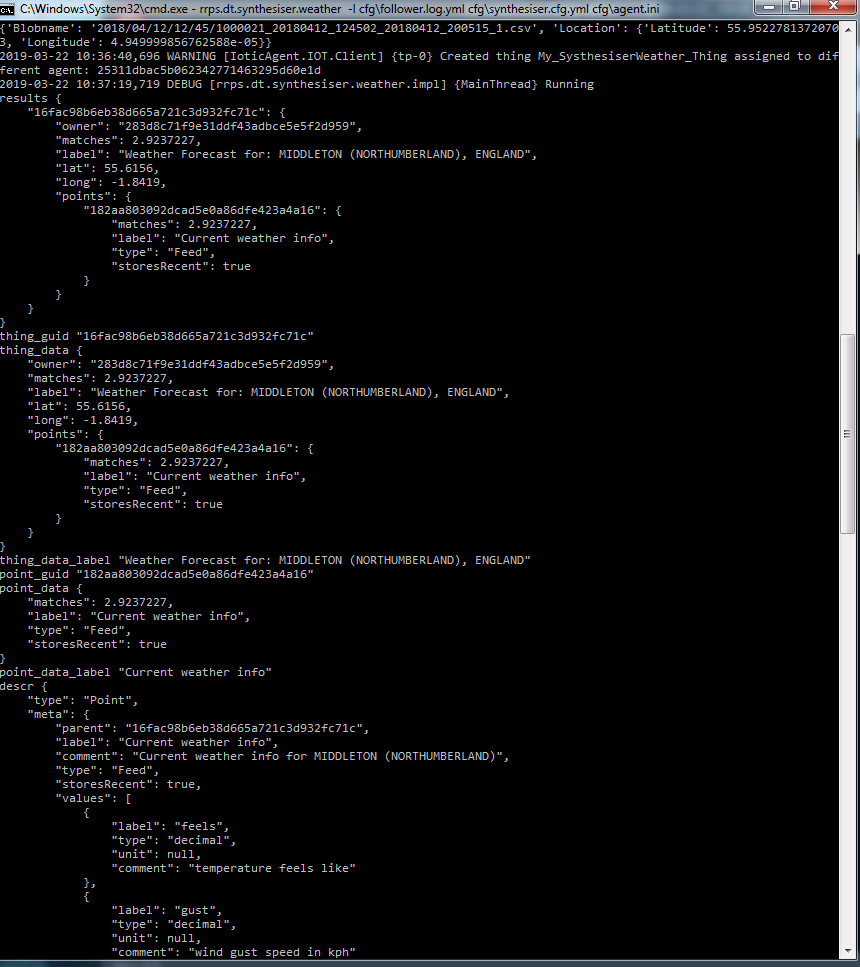 C:\Windows\System32\cmd.exe - rrps.dt.synthesiser.weather -l cfg\follower.log.yml cfg\synthesiser.cfg.yml cfg\agent.ini
{'Blobname': '2018/04/12/12/45/1000021_20180412_124502_20180412_200515_1.csv', 'Location': {'Latitude': 55.9522781372070
3, 'Longitude': 4.949999856762588e-05}}
2019-03-22 10:36:40,696 WARNING [IoticAgent.IOT.Client] {tp-0} Created thing My_SysthesiserWeather_Thing assigned to dif
ferent agent: 25311dbac5b062342771463295d60e1d
2019-03-22 10:37:19,719 DEBUG [rrps.dt.synthesiser.weather.impl] {MainThread} Running
results {
    "16fac98b6eb38d665a721c3d932fc71c": {
        "owner": "283d8c71f9e31ddf43adbce5e5f2d959",
        "matches": 2.9237227,
        "label": "Weather Forecast for: MIDDLETON (NORTHUMBERLAND), ENGLAND",
        "lat": 55.6156,
        "long": -1.8419,
        "points": {
            "182aa803092dcad5e0a86dfe423a4a16": {
                "matches": 2.9237227,
                "label": "Current weather info",
                "type": "Feed",
                "storesRecent": true
            }
        }
    }
}
thing_guid "16fac98b6eb38d665a721c3d932fc71c"
thing_data {
    "owner": "283d8c71f9e31ddf43adbce5e5f2d959",
    "matches": 2.9237227,
    "label": "Weather Forecast for: MIDDLETON (NORTHUMBERLAND), ENGLAND",
    "lat": 55.6156,
    "long": -1.8419,
    "points": {
        "182aa803092dcad5e0a86dfe423a4a16": {
            "matches": 2.9237227,
            "label": "Current weather info",
            "type": "Feed",
            "storesRecent": true
        }
    }
}
thing_data_label "Weather Forecast for: MIDDLETON (NORTHUMBERLAND), ENGLAND"
point_guid "182aa803092dcad5e0a86dfe423a4a16"
point_data {
    "matches": 2.9237227,
    "label": "Current weather info",
    "type": "Feed",
    "storesRecent": true
}
point_data_label "Current weather info"
descr {
    "type": "Point",
    "meta": {
        "parent": "16fac98b6eb38d665a721c3d932fc71c",
        "label": "Current weather info",
        "comment": "Current weather info for MIDDLETON (NORTHUMBERLAND)",
        "type": "Feed",
        "storesRecent": true,
        "values": [
            {
                "label": "feels",
                "type": "decimal",
                "unit": null,
                "comment": "temperature feels like"
            },
            {
                "label": "gust",
                "type": "decimal",
                "unit": null,
                "comment": "wind gust speed in kph"